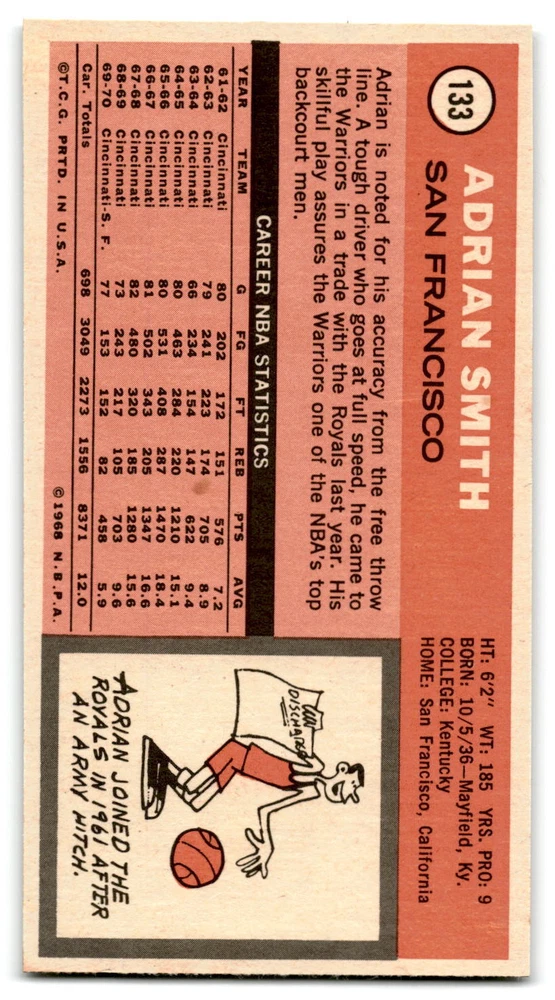 133
ADRIAN SMITH
SAN FRANCISCO
HT: 6'2" WT: 185 YRS. PRO: 9
BORN: 10/5/36—Mayfield, Ky.
COLLEGE: Kentucky
HOME: San Francisco, California
Adrian is noted for his accuracy from the free throw
line. A tough driver who goes at full speed, he came to
the Warriors in a trade with the Royals last year. His
skillful play assures the Warriors one of the NBA's top
backcourt men.
CAREER NBA STATISTICS
YEAR TEAM G FG FT REB PTS AVG
61-62 Cincinnati 80 202 172 151 576 7.2
62-63 Cincinnati 79 241 223 174 705 8.9
63-64 Cincinnati 66 234 154 147 622 9.4
64-65 Cincinnati 80 463 284 220 1210 15.1
65-66 Cincinnati 80 531 408 287 1470 18.4
66-67 Cincinnati 81 502 343 205 1347 16.6
67-68 Cincinnati 82 480 320 185 1280 15.6
68-69 Cincinnati 73 243 217 105 703 9.6
69-70 Cincinnati-S. F. 77 153 152 82 458 5.9
Car. Totals 698 3049 2273 1556 8371 12.0
©T.C.G. PRTD. IN U.S.A. ©1968 N.B.P.A.
DISCHARGE
ADRIAN JOINED THE
ROYALS IN 1961 AFTER
AN ARMY HITCH.